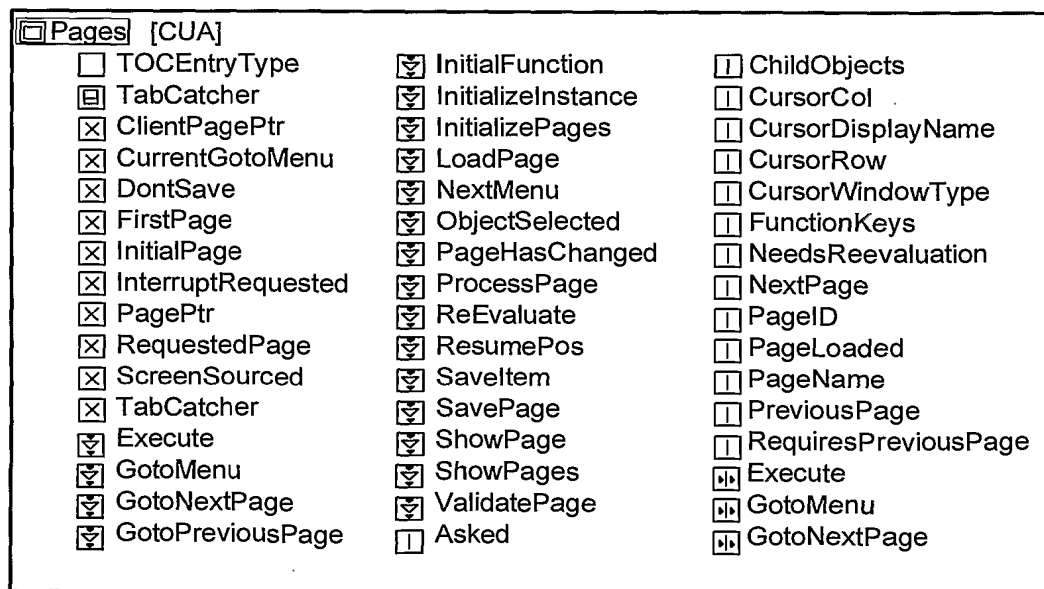 Pages [CUA]
TOCEntryType
TabCatcher
ClientPagePtr
CurrentGotoMenu
DontSave
FirstPage
InitialPage
InterruptRequested
PagePtr
RequestedPage
ScreenSourced
TabCatcher
Execute
GotoMenu
GotoNextPage
GotoPreviousPage
InitialFunction
InitializeInstance
InitializePages
LoadPage
NextMenu
ObjectSelected
PageHasChanged
ProcessPage
ReEvaluate
ResumePos
SaveItem
SavePage
ShowPage
ShowPages
ValidatePage
Asked
ChildObjects
CursorCol
CursorDisplayName
CursorRow
CursorWindowType
FunctionKeys
NeedsReevaluation
NextPage
PageID
PageLoaded
PageName
PreviousPage
RequiresPreviousPage
Execute
GotoMenu
GotoNextPage